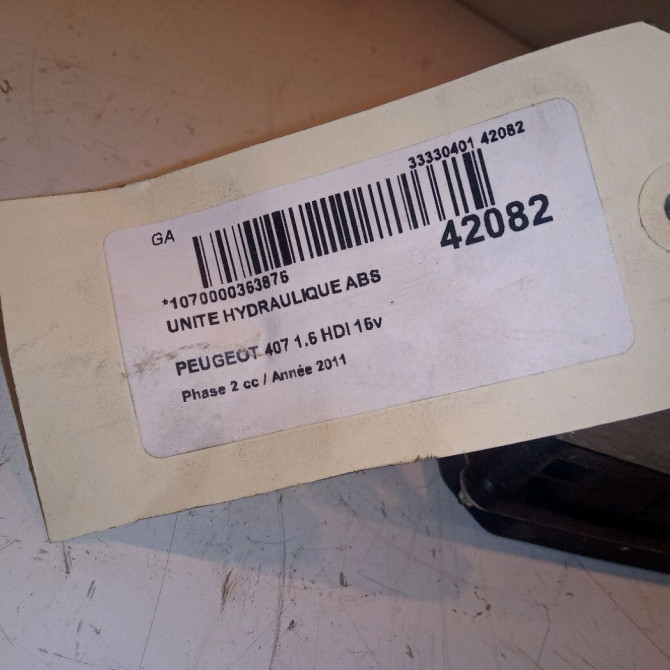 33330401 42082
GA
42082
*1070000363876
UNITE HYDRAULIQUE ABS
PEUGEOT 407 1.6 HDI 16v
Phase 2 cc / Année 2011